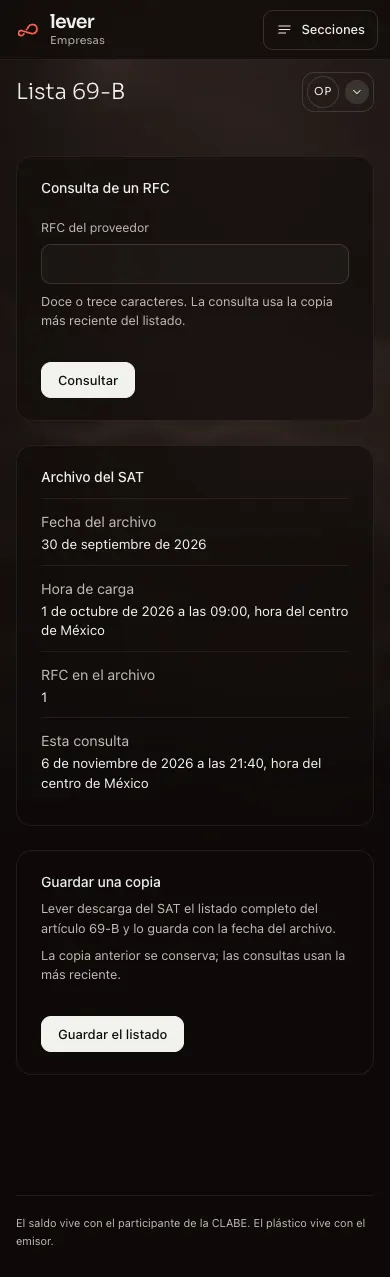 lever
Empresas
Secciones
Lista 69-B
OP
Consulta de un RFC
RFC del proveedor
Doce o trece caracteres. La consulta usa la copia
más reciente del listado.
Consultar
Archivo del SAT
Fecha del archivo
30 de septiembre de 2026
Hora de carga
1 de octubre de 2026 a las 09:00, hora del centro
de México
RFC en el archivo
1
Esta consulta
6 de noviembre de 2026 a las 21:40, hora del
centro de México
Guardar una copia
Lever descarga del SAT el listado completo del
artículo 69-B y lo guarda con la fecha del archivo.
La copia anterior se conserva; las consultas usan la
más reciente.
Guardar el listado
El saldo vive con el participante de la CLABE. El plástico vive con el
emisor.